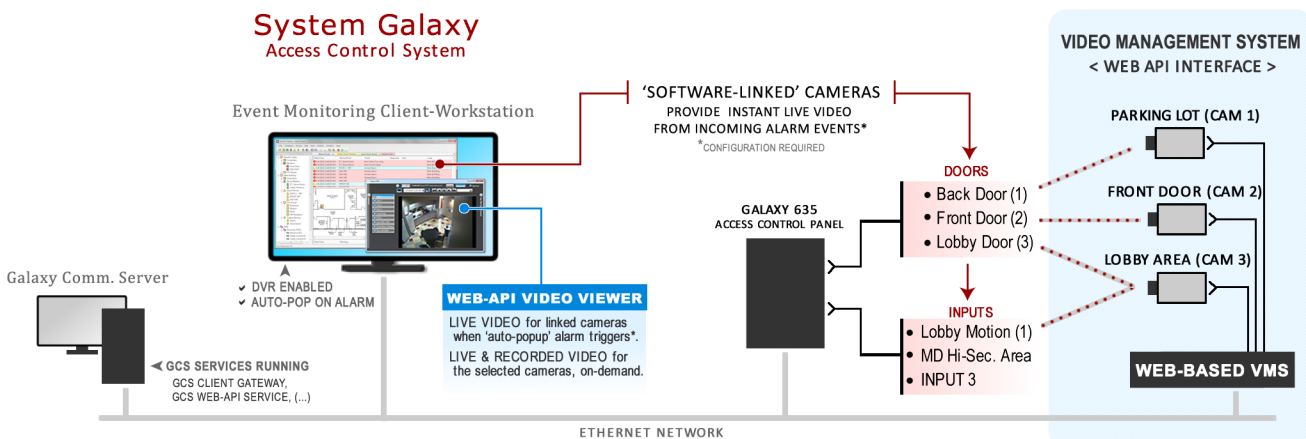 System Galaxy
Access Control System
Event Monitoring Client-Workstation
'SOFTWARE-LINKED' CAMERAS
PROVIDE INSTANT LIVE VIDEO
FROM INCOMING ALARM EVENTS*
*CONFIGURATION REQUIRED
VIDEO MANAGEMENT SYSTEM
< WEB API INTERFACE >
PARKING LOT (CAM 1)
FRONT DOOR (CAM 2)
LOBBY AREA (CAM 3)
WEB-BASED VMS
DOORS
• Back Door (1)
• Front Door (2)
• Lobby Door (3)
INPUTS
• Lobby Motion (1)
• MD Hi-Sec. Area
• INPUT 3
GALAXY 635
ACCESS CONTROL PANEL
Galaxy Comm. Server
✓ DVR ENABLED
✓ AUTO-POP ON ALARM
WEB-API VIDEO VIEWER
LIVE VIDEO for linked cameras
when 'auto-popup' alarm triggers*.
LIVE & RECORDED VIDEO for
the selected cameras, on-demand.
GCS SERVICES RUNNING
GCS CLIENT GATEWAY,
GCS WEB-API SERVICE, (...)
ETHERNET NETWORK